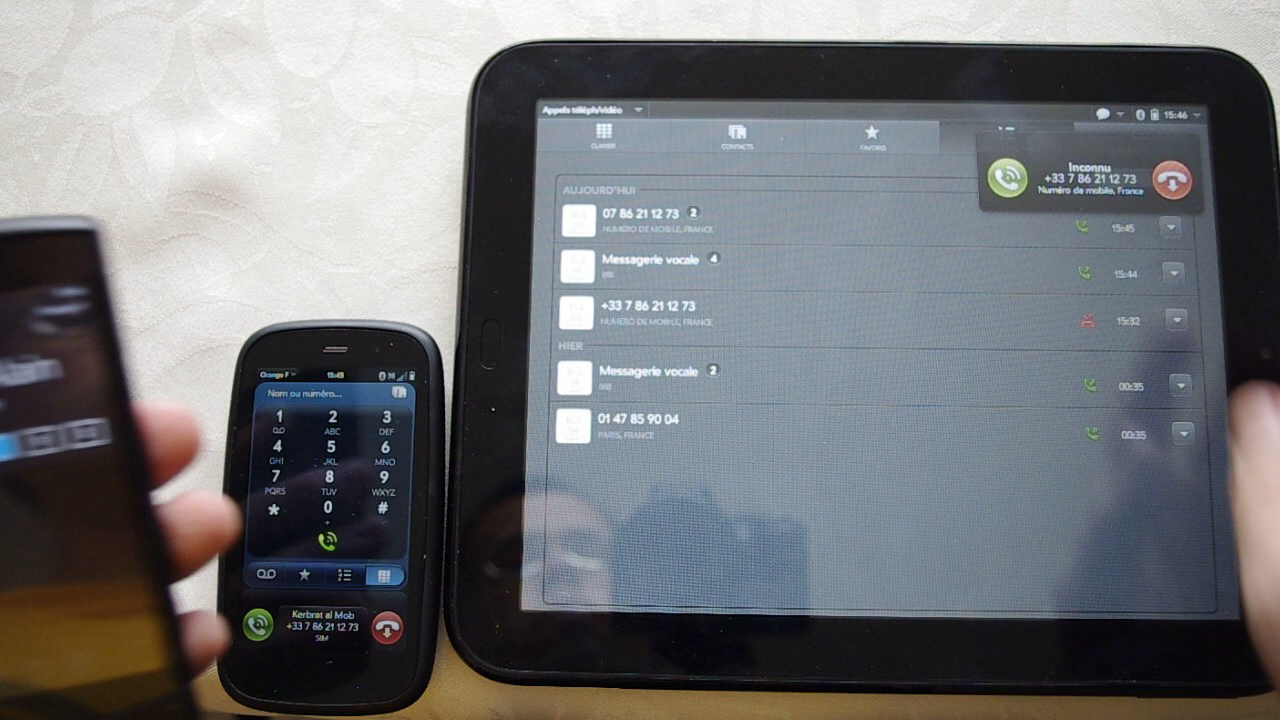 Appels téléph/vidéo
15:46
CLAVIER
CONTACTS
FAVORIS
Inconnu
+33 7 86 21 12 73
Numéro de mobile, France
AUJOURD'HUI
07 86 21 12 73 2
NUMÉRO DE MOBILE, FRANCE
15:45
Messagerie vocale 4
888
15:44
+33 7 86 21 12 73
NUMÉRO DE MOBILE, FRANCE
15:32
HIER
Messagerie vocale 2
888
00:35
01 47 85 90 04
PARIS, FRANCE
00:35
Orange F
Nom ou numéro...
1 2 3
ABC DEF
4 5 6
GHI JKL MNO
7 8 9
PQRS TUV WXYZ
* 0 #
+
Kerbrat al Mob
+33 7 86 21 12 73
SIM